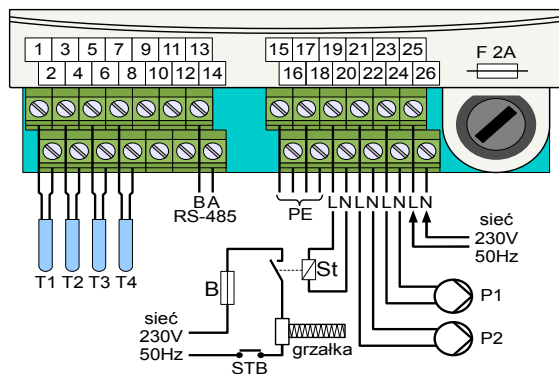 1 3 5 7 9 11 13
2 4 6 8 10 12 14
15 17 19 21 23 25
16 18 20 22 24 26
F 2A
B A
RS-485
PE
L N L N L N L N
sieć
230V
50Hz
T1 T2 T3 T4
B
St
P1
P2
sieć
230V
50Hz
STB
grzałka